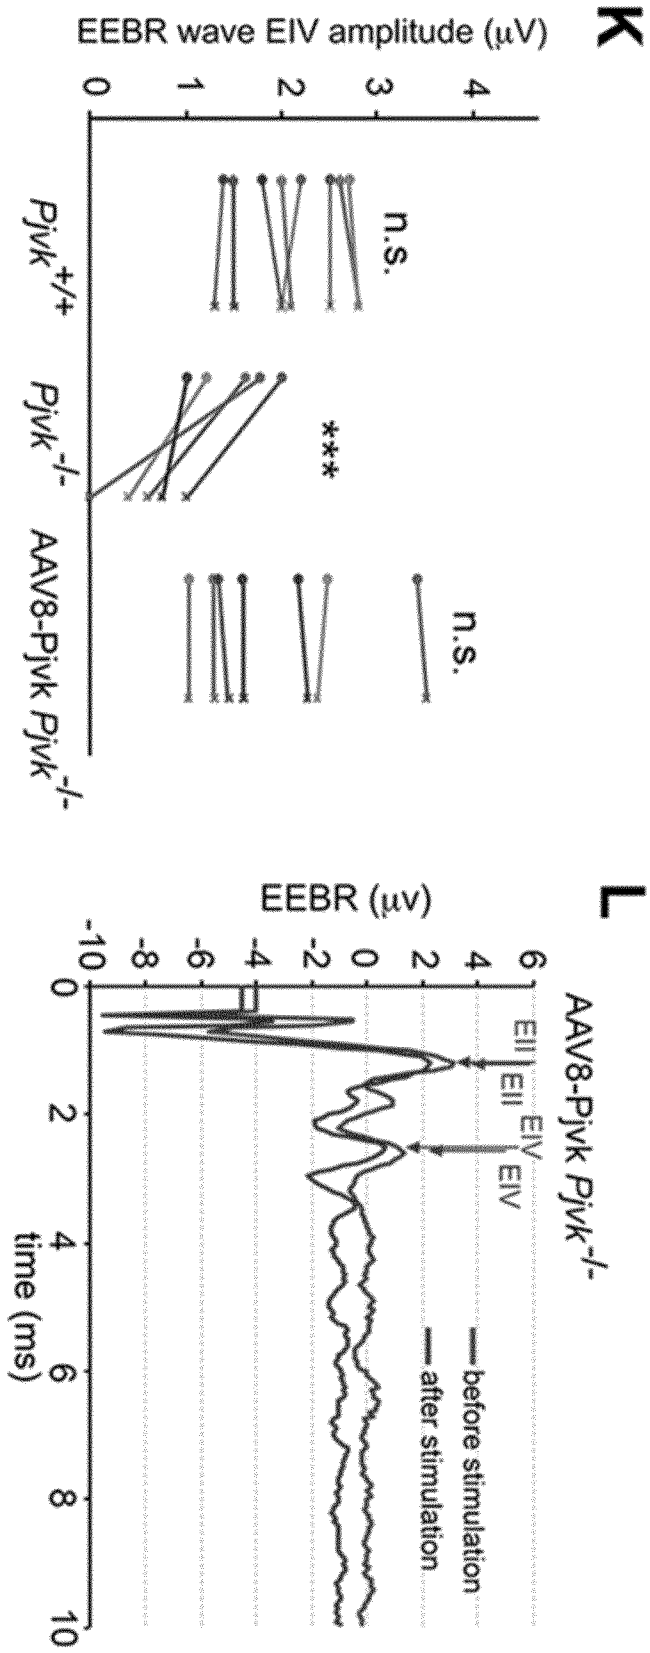 K
EEBR wave EIV amplitude (μV)
0 1 2 3 4
n.s.
***
n.s.
Pjvk+/+
Pjvk-/-
AAV8-Pjvk Pjvk-/-
L
AAV8-Pjvk Pjvk-/-
EEBR (μv)
-10 -8 -6 -4 -2 0 2 4 6
EII
EII
EIV
EIV
before stimulation
after stimulation
0 2 4 6 8 10
time (ms)